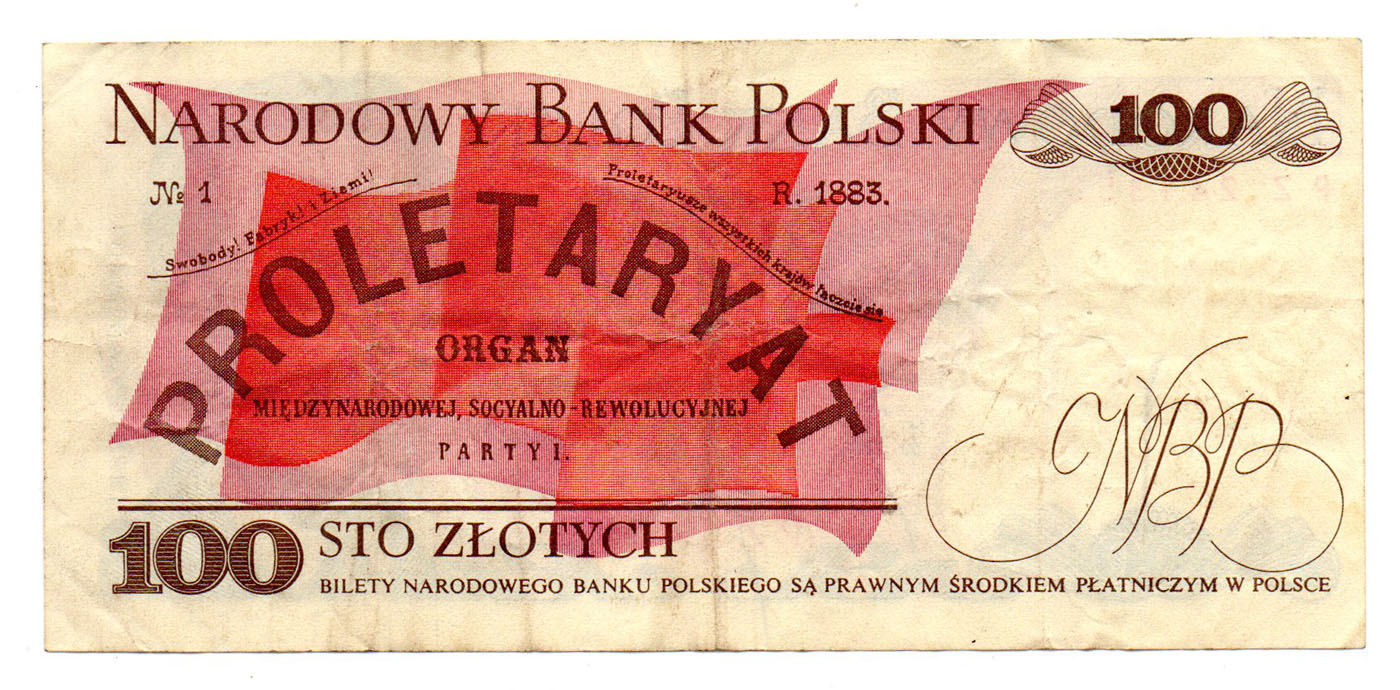 NARODOWY BANK POLSKI 100
№ 1
R. 1883.
Swobody! Fabryk! i Ziemi!
Proletaryusze wszystkich krajów łączcie się
PROLETARYAT
ORGAN
MIĘDZYNARODOWEJ, SOCYALNO-REWOLUCYJNEJ
PARTYI.
NBP
100 STO ZŁOTYCH
BILETY NARODOWEGO BANKU POLSKIEGO SĄ PRAWNYM ŚRODKIEM PŁATNICZYM W POLSCE